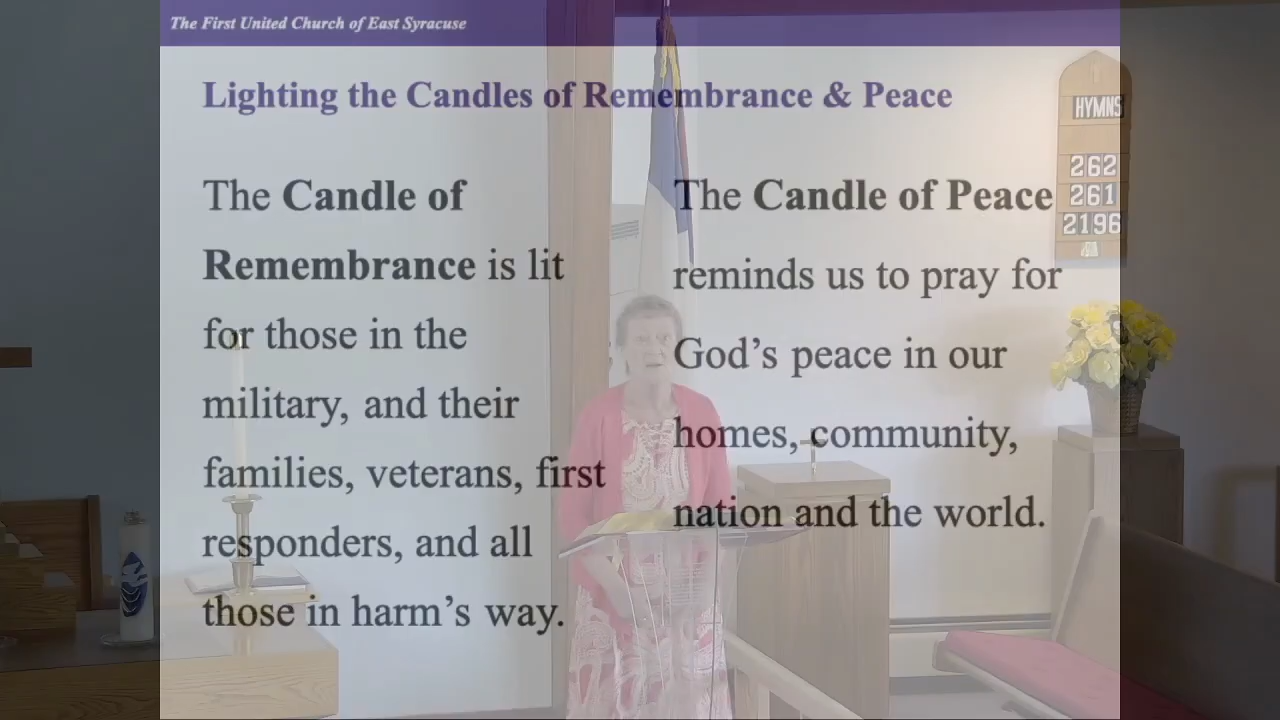 The First United Church of East Syracuse
Lighting the Candles of Remembrance & Peace
The Candle of
Remembrance is lit
for those in the
military, and their
families, veterans, first
responders, and all
those in harm's way.
The Candle of Peace
reminds us to pray for
God's peace in our
homes, community,
nation and the world.
HYMNS
262
261
2196